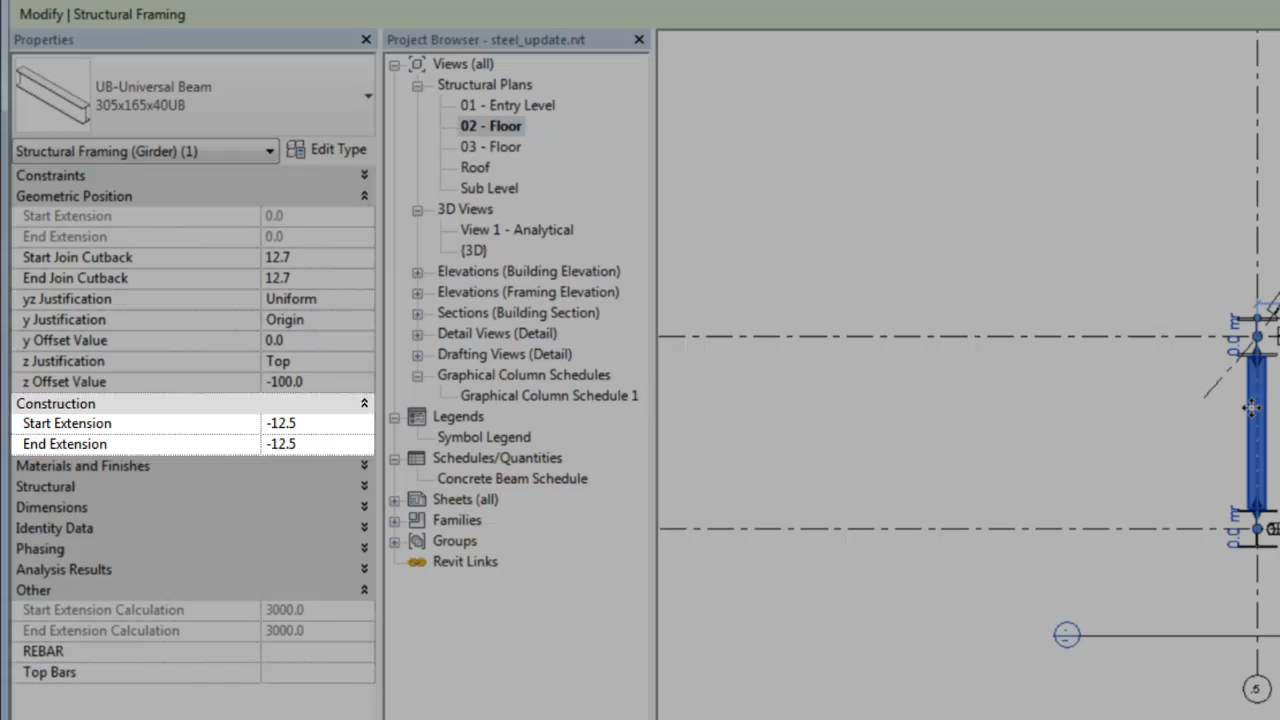 Modify | Structural Framing
Properties
UB-Universal Beam
305x165x40UB
Structural Framing (Girder) (1)
Edit Type
Constraints
Geometric Position
Start Extension 0.0
End Extension 0.0
Start Join Cutback 12.7
End Join Cutback 12.7
yz Justification Uniform
y Justification Origin
y Offset Value 0.0
z Justification Top
z Offset Value -100.0
Construction
Start Extension -12.5
End Extension -12.5
Materials and Finishes
Structural
Dimensions
Identity Data
Phasing
Analysis Results
Other
Start Extension Calculation 3000.0
End Extension Calculation 3000.0
REBAR
Top Bars
Project Browser - steel_update.rvt
Views (all)
Structural Plans
01 - Entry Level
02 - Floor
03 - Floor
Roof
Sub Level
3D Views
View 1 - Analytical
{3D}
Elevations (Building Elevation)
Elevations (Framing Elevation)
Sections (Building Section)
Detail Views (Detail)
Drafting Views (Detail)
Graphical Column Schedules
Graphical Column Schedule 1
Legends
Symbol Legend
Schedules/Quantities
Concrete Beam Schedule
Sheets (all)
Families
Groups
Revit Links
0.0
0.0
.5